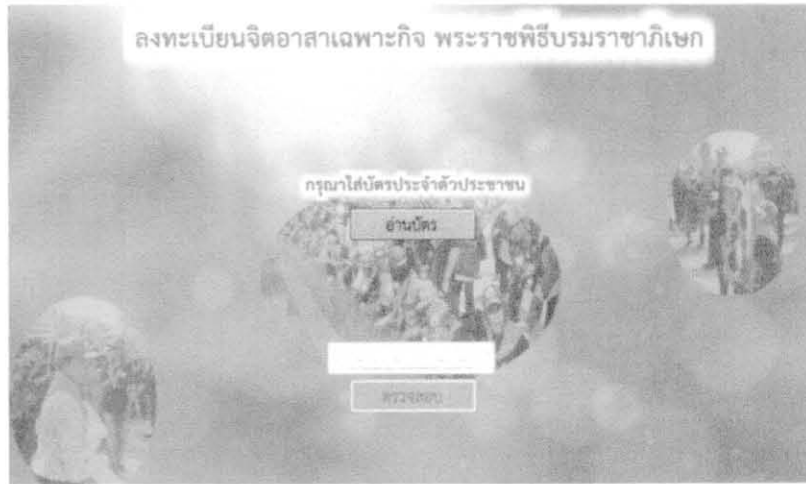 ลงทะเบียนจิตอาสาเฉพาะกิจ พระราชพิธีบรมราชาภิเษก
กรุณาใส่บัตรประจำตัวประชาชน
อ่านบัตร
ตรวจสอบ